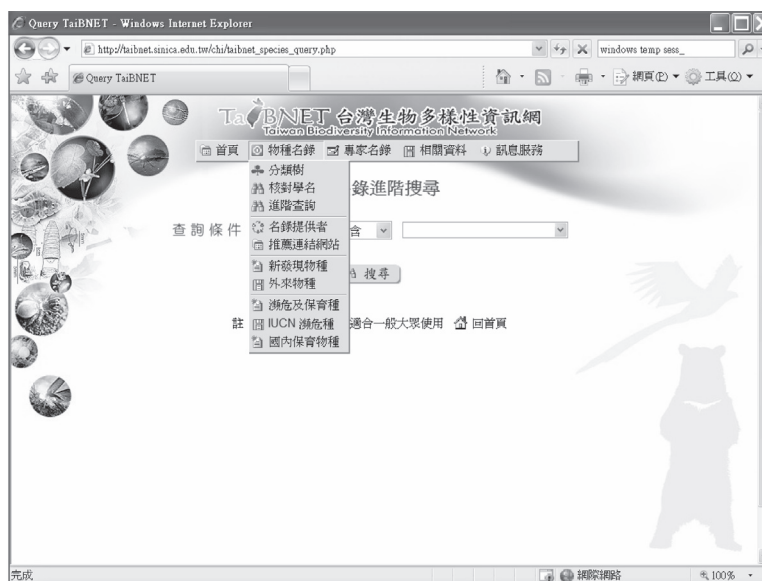 Query TaiBNET - Windows Internet Explorer
http://taibnet.sinica.edu.tw/chi/taibnet_species_query.php
windows temp sess_
Query TaiBNET
網頁(P)
工具(O)
TaiBNET 台灣生物多樣性資訊網
Taiwan Biodiversity Information Network
首頁 物種名錄 專家名錄 相關資料 訊息服務
分類樹
核對學名
進階查詢
名錄提供者
推薦連結網站
新發現物種
外來物種
瀕危及保育種
IUCN 瀕危種
國內保育物種
錄進階搜尋
查詢條件 含
搜尋
註 適合一般大眾使用 回首頁
完成 網際網路 100%